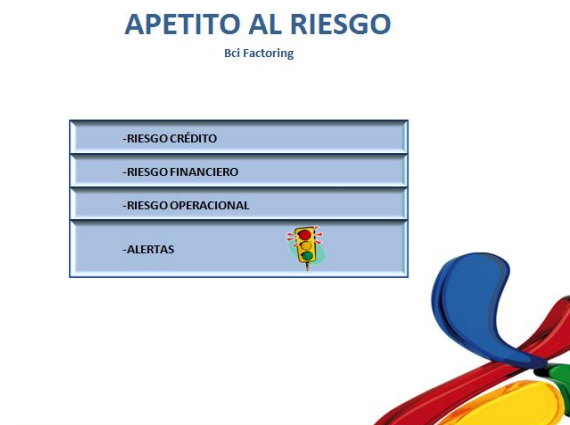 APETITO AL RIESGO
Bci Factoring
-RIESGO CRÉDITO
-RIESGO FINANCIERO
-RIESGO OPERACIONAL
-ALERTAS